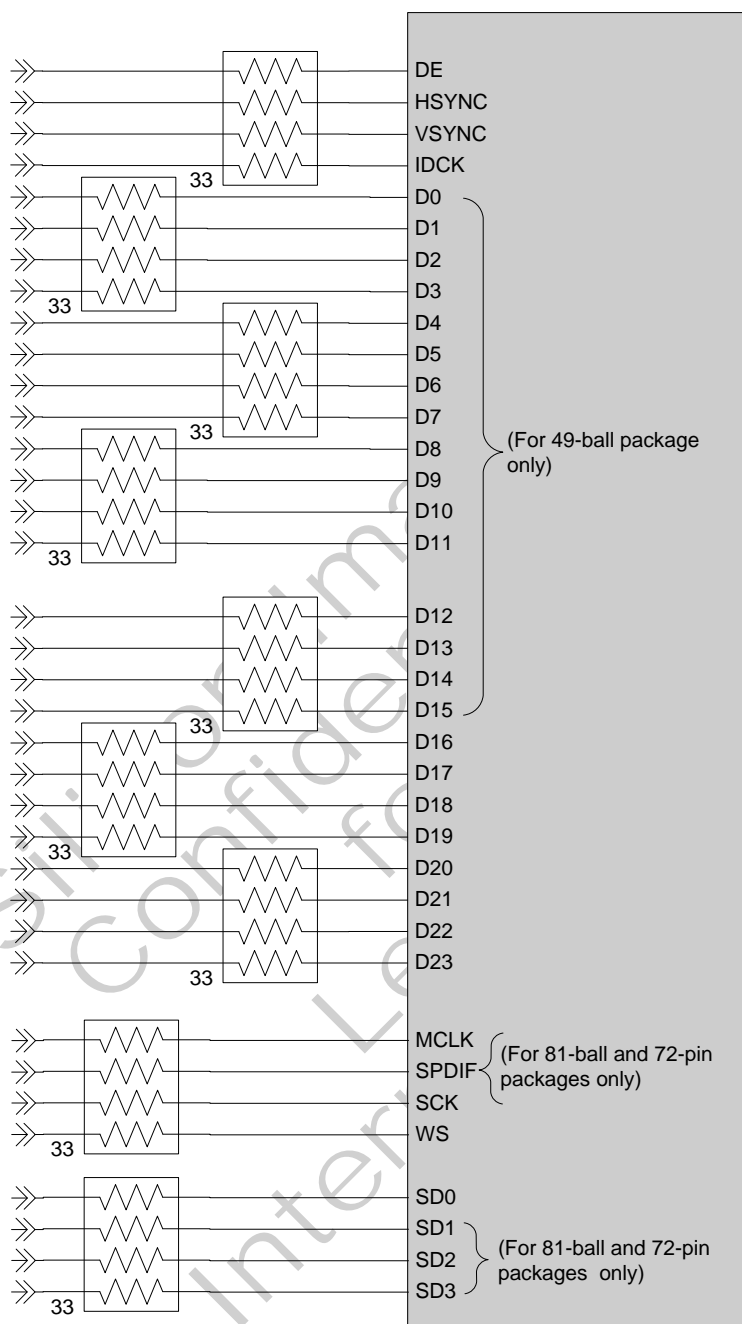 DE
HSYNC
VSYNC
IDCK
33
D0
D1
D2
D3
33
D4
D5
D6
D7
33
(For 49-ball package
only)
D8
D9
D10
D11
33
D12
D13
D14
D15
33
D16
D17
D18
D19
33
D20
D21
D22
D23
33
MCLK
SPDIF
SCK
WS
33
(For 81-ball and 72-pin
packages only)
SD0
SD1
SD2
SD3
33
(For 81-ball and 72-pin
packages only)